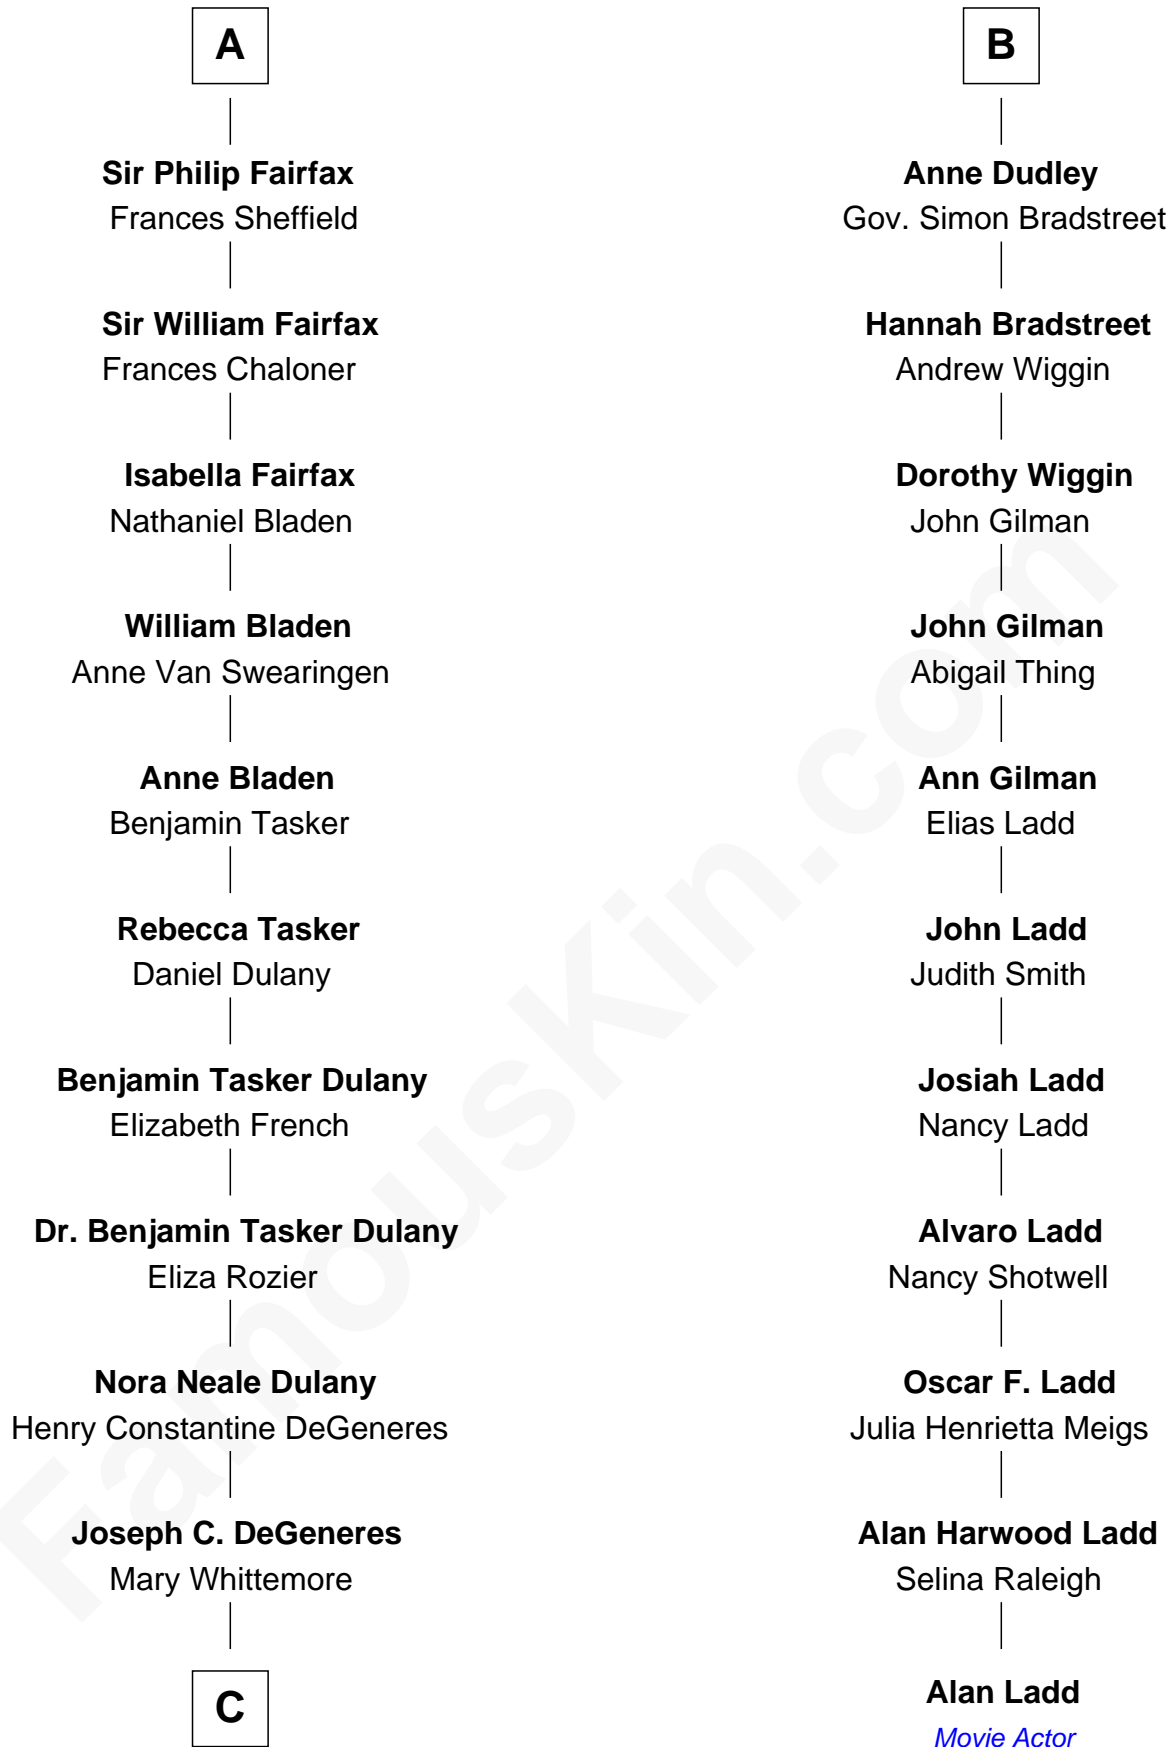 A
Sir Philip Fairfax
Frances Sheffield
Sir William Fairfax
Frances Chaloner
Isabella Fairfax
Nathaniel Bladen
William Bladen
Anne Van Swearingen
Anne Bladen
Benjamin Tasker
Rebecca Tasker
Daniel Dulany
Benjamin Tasker Dulany
Elizabeth French
Dr. Benjamin Tasker Dulany
Eliza Rozier
Nora Neale Dulany
Henry Constantine DeGeneres
Joseph C. DeGeneres
Mary Whittemore
C
B
Anne Dudley
Gov. Simon Bradstreet
Hannah Bradstreet
Andrew Wiggin
Dorothy Wiggin
John Gilman
John Gilman
Abigail Thing
Ann Gilman
Elias Ladd
John Ladd
Judith Smith
Josiah Ladd
Nancy Ladd
Alvaro Ladd
Nancy Shotwell
Oscar F. Ladd
Julia Henrietta Meigs
Alan Harwood Ladd
Selina Raleigh
Alan Ladd
Movie Actor
FamousKin.com